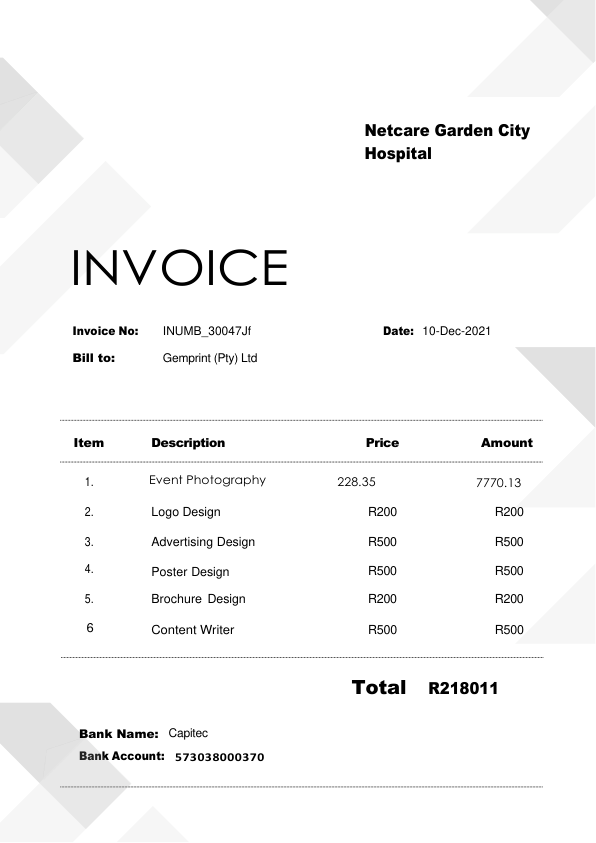 Netcare Garden City
Hospital
INVOICE
Invoice No: INUMB_30047Jf Date: 10-Dec-2021
Bill to: Gemprint (Pty) Ltd
Item Description Price Amount
1. Event Photography 228.35 7770.13
2. Logo Design R200 R200
3. Advertising Design R500 R500
4. Poster Design R500 R500
5. Brochure Design R200 R200
6 Content Writer R500 R500
Total R218011
Bank Name: Capitec
Bank Account: 573038000370